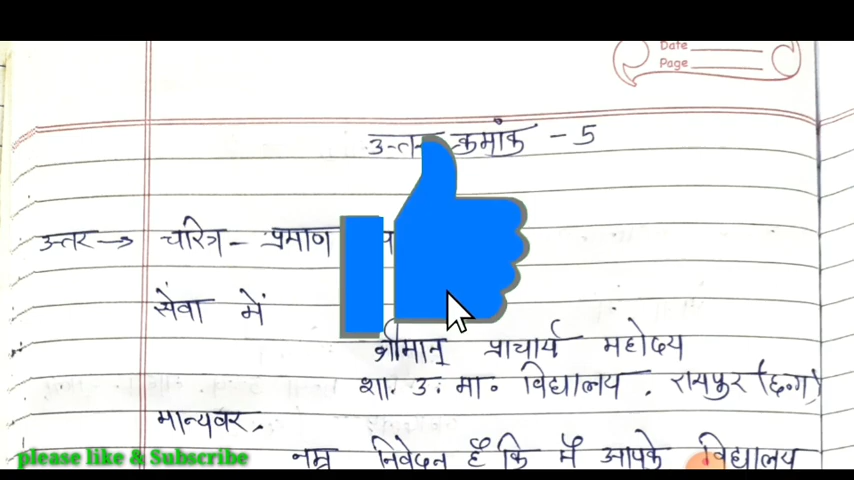 Date
Page
उत्तर क्रमांक - 5
उत्तर → चरित्र - प्रमाण
सेवा में
श्रीमान् प्राचार्य महोदय
शा. उ. मा. विद्यालय . रायपुर (छ.ग)
मान्यवर,
नम्र निवेदन है कि मैं आपके विद्यालय
please like & Subscribe